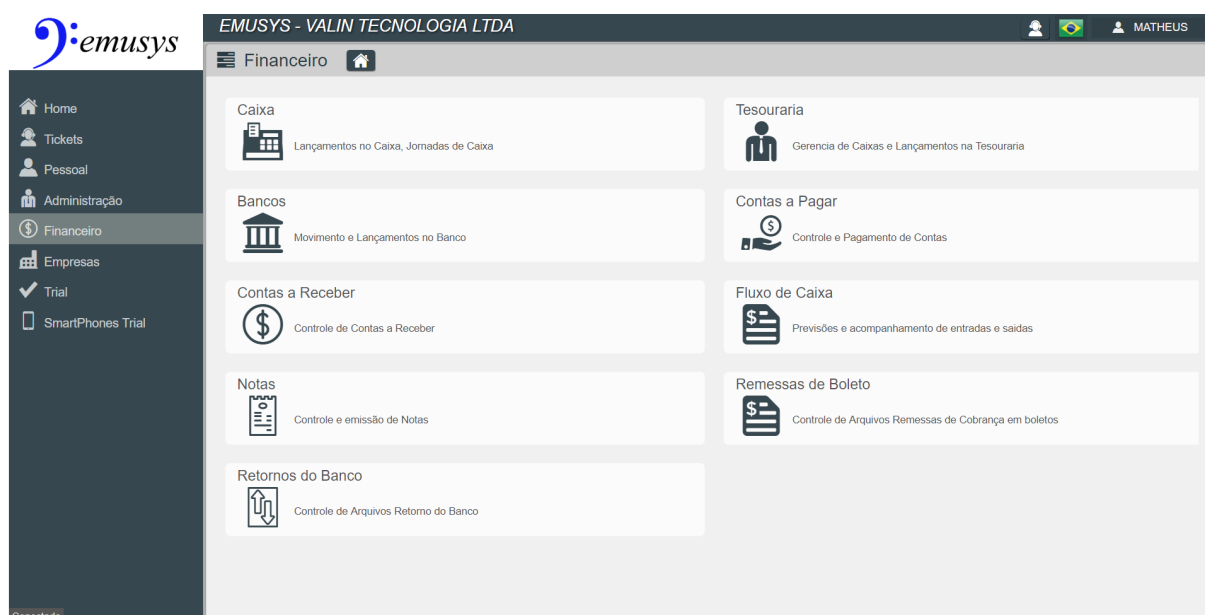 emusys
EMUSYS - VALIN TECNOLOGIA LTDA
MATHEUS
Financeiro
Home
Tickets
Pessoal
Administração
Financeiro
Empresas
Trial
SmartPhones Trial
Caixa
Lançamentos no Caixa, Jornadas de Caixa
Tesouraria
Gerencia de Caixas e Lançamentos na Tesouraria
Bancos
Movimento e Lançamentos no Banco
Contas a Pagar
Controle e Pagamento de Contas
Contas a Receber
Controle de Contas a Receber
Fluxo de Caixa
Previsões e acompanhamento de entradas e saidas
Notas
Controle e emissão de Notas
Remessas de Boleto
Controle de Arquivos Remessas de Cobrança em boletos
Retornos do Banco
Controle de Arquivos Retorno do Banco